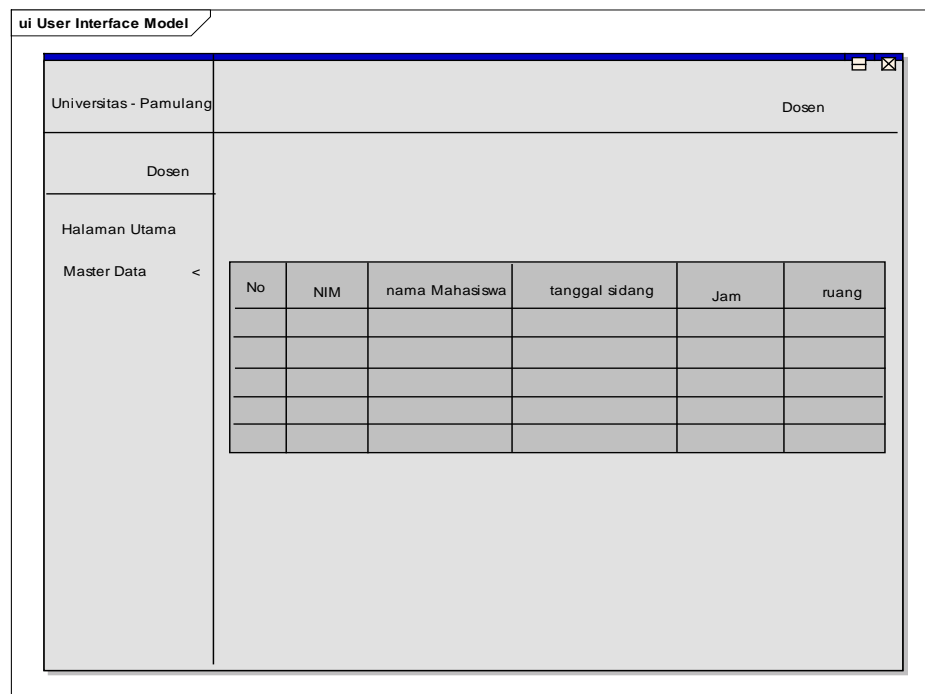 ui User Interface Model
Universitas - Pamulang
Dosen
Dosen
Halaman Utama
Master Data <
No NIM nama Mahasiswa tanggal sidang Jam ruang